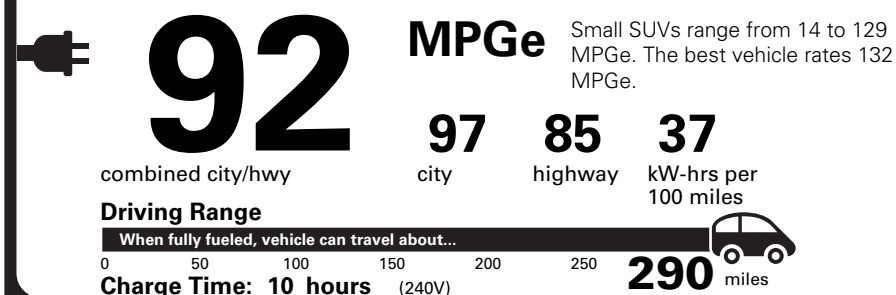 92 MPGe
Small SUVs range from 14 to 129
MPGe. The best vehicle rates 132
MPGe.
97 85 37
combined city/hwy city highway kW-hrs per
100 miles
Driving Range
When fully fueled, vehicle can travel about...
0 50 100 150 200 250 290 miles
Charge Time: 10 hours (240V)